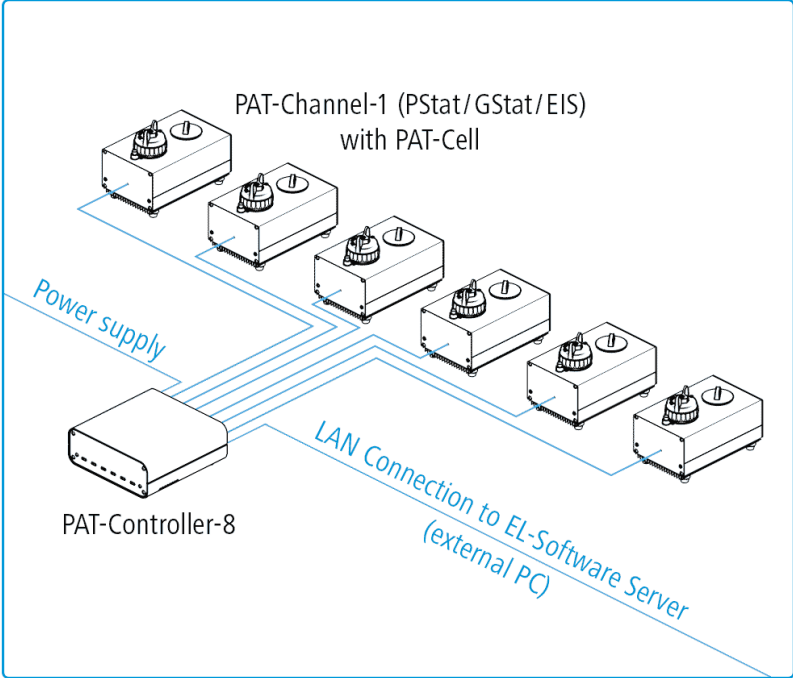 PAT-Channel-1 (PStat/GStat/EIS)
with PAT-Cell
Power supply
PAT-Controller-8
LAN Connection to EL-Software Server
(external PC)